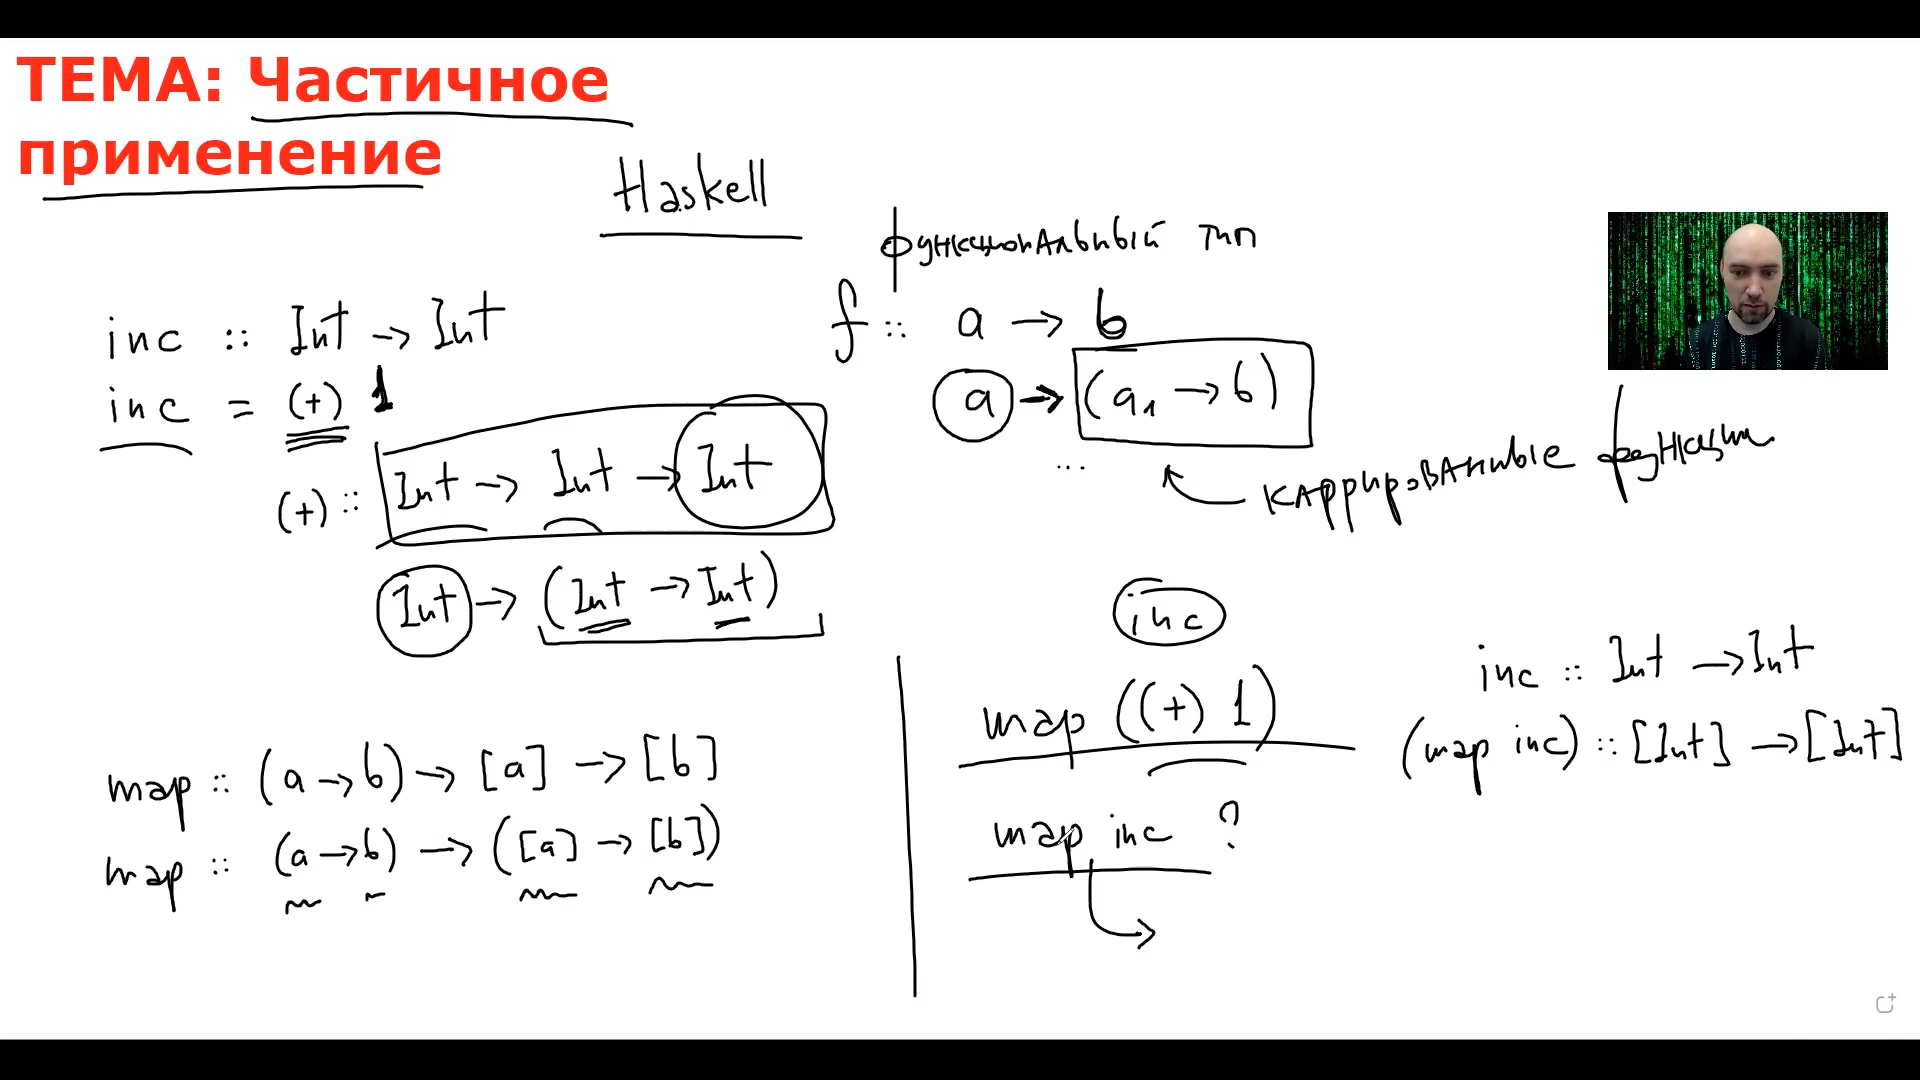 ТЕМА: Частичное
применение
Haskell
функциональный тип
inc :: Int → Int
inc = (+) 1
(+) :: Int → Int → Int
Int → (Int → Int)
f :: a → b
a → (a₁ → b)
...
каррированные функции
map :: (a → b) → [a] → [b]
map :: (a → b) → ([a] → [b])
inc
map ((+) 1)
map inc ?
inc :: Int → Int
(map inc) :: [Int] → [Int]